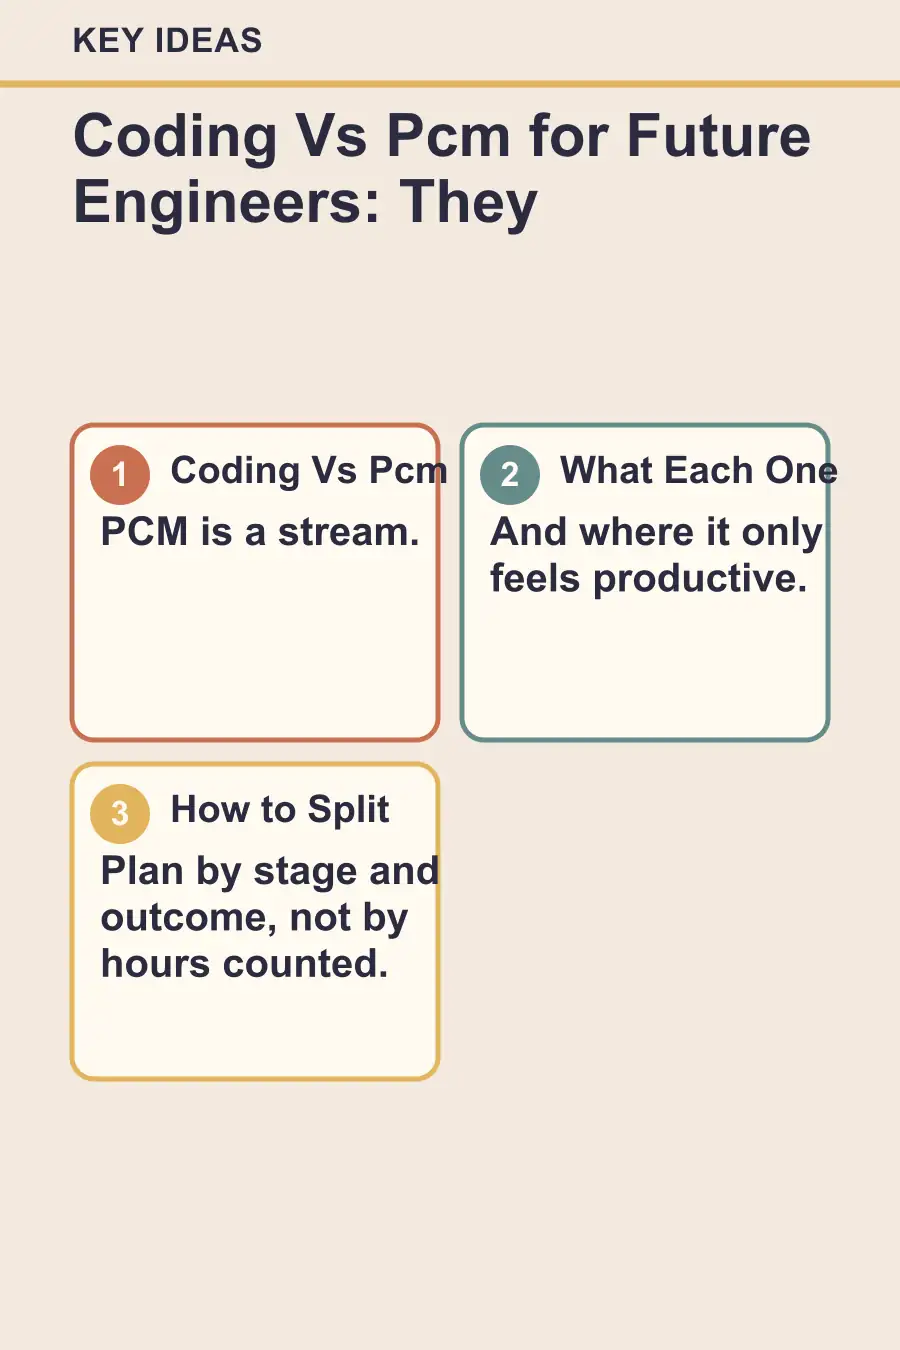 KEY IDEAS
Coding Vs Pcm for Future
Engineers: They
1
Coding Vs Pcm
PCM is a stream.
2
What Each One
And where it only
feels productive.
3
How to Split
Plan by stage and
outcome, not by
hours counted.